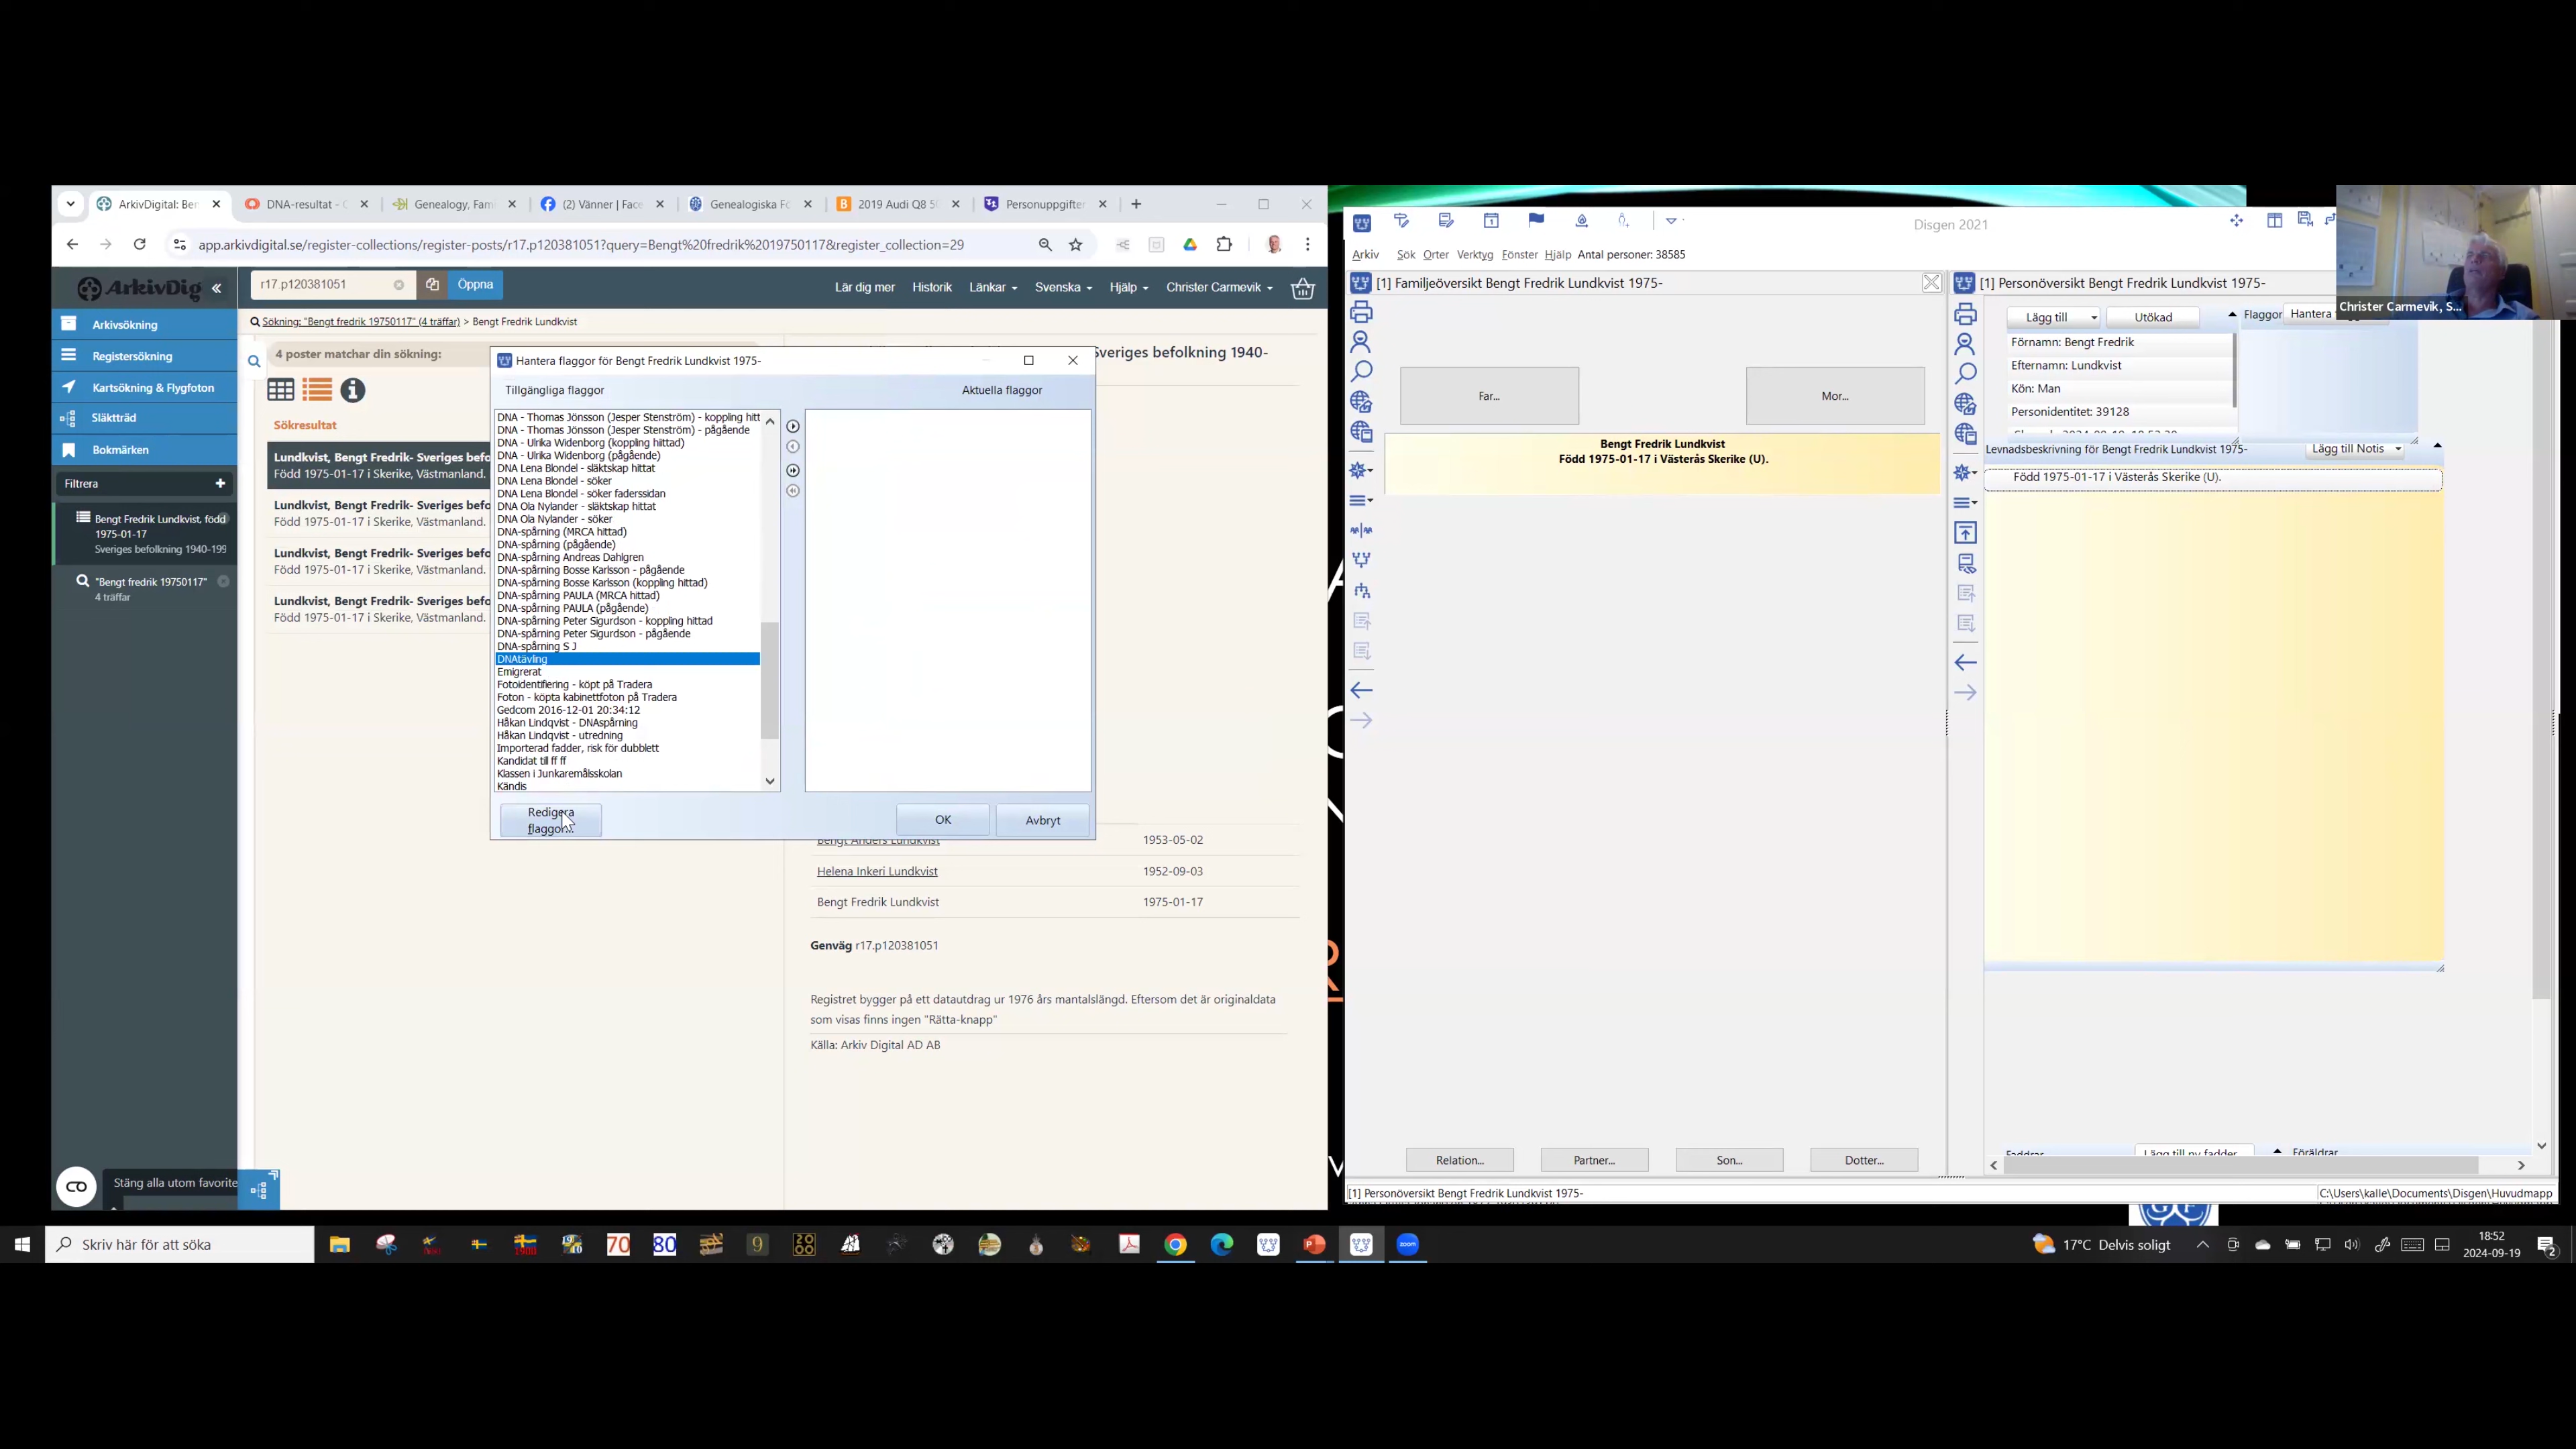 ArkivDigital: Ben
DNA-resultat - 
Genealogy, Fam
(2) Vänner | Face
Genealogiska Fö
2019 Audi Q8 50
Personuppgifter
app.arkivdigital.se/register-collections/register-posts/r17.p120381051?query=Bengt%20fredrik%2019750117&register_collection=29
ArkivDig
r17.p120381051
Öppna
Lär dig mer
Historik
Länkar
Svenska
Hjälp
Christer Carmevik
Arkivsökning
Registersökning
Kartsökning & Flygfoton
Släktträd
Bokmärken
Filtrera
Bengt Fredrik Lundkvist, född
1975-01-17
Sveriges befolkning 1940-199
"Bengt fredrik 19750117"
4 träffar
Stäng alla utom favorite
Sökning: "Bengt fredrik 19750117" (4 träffar) > Bengt Fredrik Lundkvist
4 poster matchar din sökning:
Sveriges befolkning 1940-
Sökresultat
Lundkvist, Bengt Fredrik- Sveriges befo
Född 1975-01-17 i Skerike, Västmanland.
Lundkvist, Bengt Fredrik- Sveriges befo
Född 1975-01-17 i Skerike, Västmanland.
Lundkvist, Bengt Fredrik- Sveriges befo
Född 1975-01-17 i Skerike, Västmanland.
Lundkvist, Bengt Fredrik- Sveriges befo
Född 1975-01-17 i Skerike, Västmanland.
Hantera flaggor för Bengt Fredrik Lundkvist 1975-
Tillgängliga flaggor
Aktuella flaggor
DNA - Thomas Jönsson (Jesper Stenström) - koppling hitt
DNA - Thomas Jönsson (Jesper Stenström) - pågående
DNA - Ulrika Widenborg (koppling hittad)
DNA - Ulrika Widenborg (pågående)
DNA Lena Blondel - släktskap hittat
DNA Lena Blondel - söker
DNA Lena Blondel - söker faderssidan
DNA Ola Nylander - släktskap hittat
DNA Ola Nylander - söker
DNA-spårning (MRCA hittad)
DNA-spårning (pågående)
DNA-spårning Andreas Dahlgren
DNA-spårning Bosse Karlsson - pågående
DNA-spårning Bosse Karlsson (koppling hittad)
DNA-spårning PAULA (MRCA hittad)
DNA-spårning PAULA (pågående)
DNA-spårning Peter Sigurdson - koppling hittad
DNA-spårning Peter Sigurdson - pågående
DNA-spårning S J
DNAtävling
Emigrerat
Fotoidentifiering - köpt på Tradera
Foton - köpta kabinettfoton på Tradera
Gedcom 2016-12-01 20:34:12
Håkan Lindqvist - DNAspårning
Håkan Lindqvist - utredning
Importerad fadder, risk för dubblett
Kandidat till ff ff
Klassen i Junkaremålsskolan
Kändis
Redigera
flaggor...
OK
Avbryt
Bengt Anders Lundkvist 1953-05-02
Helena Inkeri Lundkvist 1952-09-03
Bengt Fredrik Lundkvist 1975-01-17
Genväg r17.p120381051
Registret bygger på ett datautdrag ur 1976 års mantalslängd. Eftersom det är originaldata
som visas finns ingen "Rätta-knapp"
Källa: Arkiv Digital AD AB
Disgen 2021
Arkiv Sök Orter Verktyg Fönster Hjälp Antal personer: 38585
[1] Familjeöversikt Bengt Fredrik Lundkvist 1975-
Far...
Mor...
Bengt Fredrik Lundkvist
Född 1975-01-17 i Västerås Skerike (U).
Relation...
Partner...
Son...
Dotter...
[1] Personöversikt Bengt Fredrik Lundkvist 1975-
Lägg till
Utökad
Flaggor
Hantera
Förnamn: Bengt Fredrik
Efternamn: Lundkvist
Kön: Man
Personidentitet: 39128
Levnadsbeskrivning för Bengt Fredrik Lundkvist 1975-
Lägg till Notis
Född 1975-01-17 i Västerås Skerike (U).
Faddrar
Lägg till ny fadder
Föräldrar
[1] Personöversikt Bengt Fredrik Lundkvist 1975-
C:\Users\kalle\Documents\Disgen\Huvudmapp
Christer Carmevik, S...
Skriv här för att söka
70
80
9
zoom
17°C Delvis soligt
18:52
2024-09-19
2